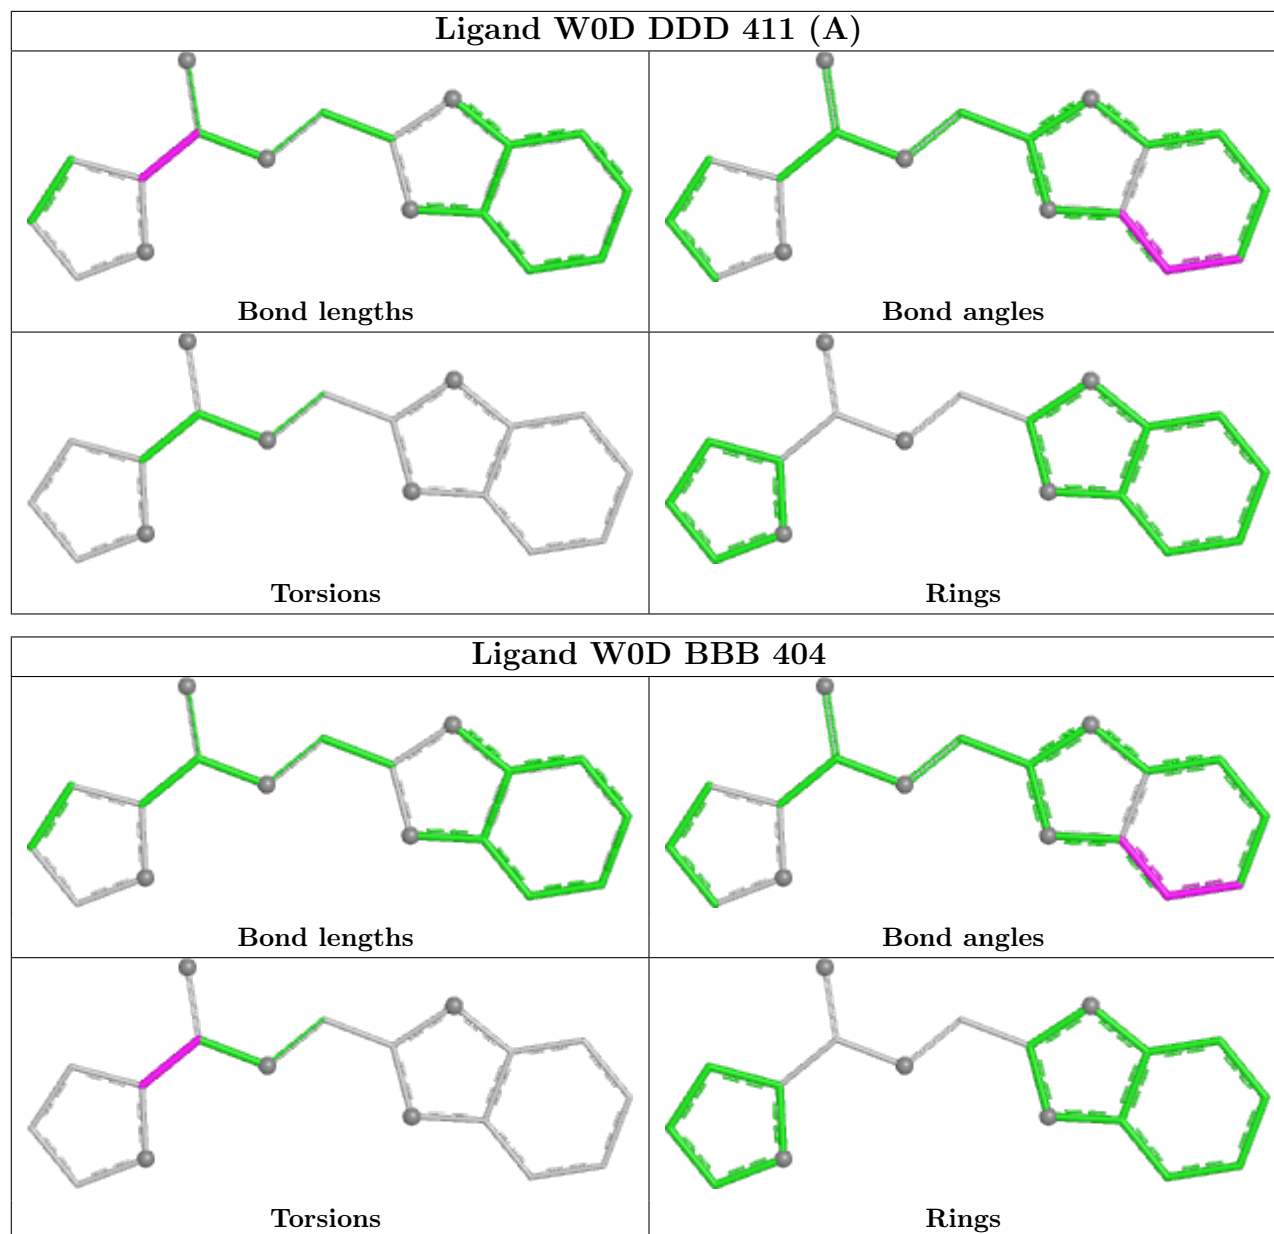 Ligand W0D DDD 411 (A)
Bond lengths
Bond angles
Torsions
Rings
Ligand W0D BBB 404
Bond lengths
Bond angles
Torsions
Rings